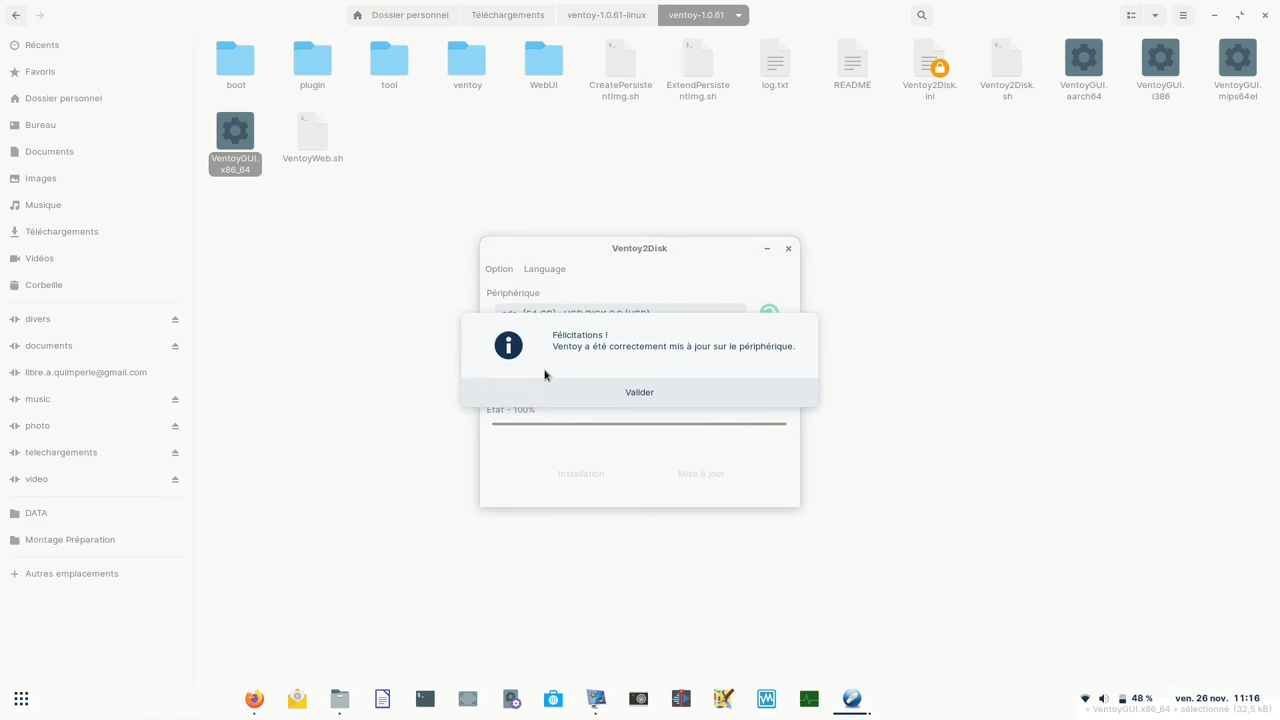 Dossier personnel
Téléchargements
ventoy-1.0.61-linux
ventoy-1.0.61
Récents
Favoris
Dossier personnel
Bureau
Documents
Images
Musique
Téléchargements
Vidéos
Corbeille
divers
documents
libre.a.quimperle@gmail.com
music
photo
telechargements
video
DATA
Montage Préparation
Autres emplacements
boot
plugin
tool
ventoy
WebUI
CreatePersiste
ntImg.sh
ExtendPersiste
ntImg.sh
log.txt
README
Ventoy2Disk.
ini
Ventoy2Disk.
sh
VentoyGUI.
aarch64
VentoyGUI.
i386
VentoyGUI.
mips64el
VentoyGUI.
x86_64
VentoyWeb.sh
Ventoy2Disk
Option
Language
Périphérique
Félicitations !
Ventoy a été correctement mis à jour sur le périphérique.
Valider
État - 100%
Installation
Mise à jour
48 %
ven. 26 nov.
11:16
« VentoyGUI.x86_64 » sélectionné (32,5 kB)